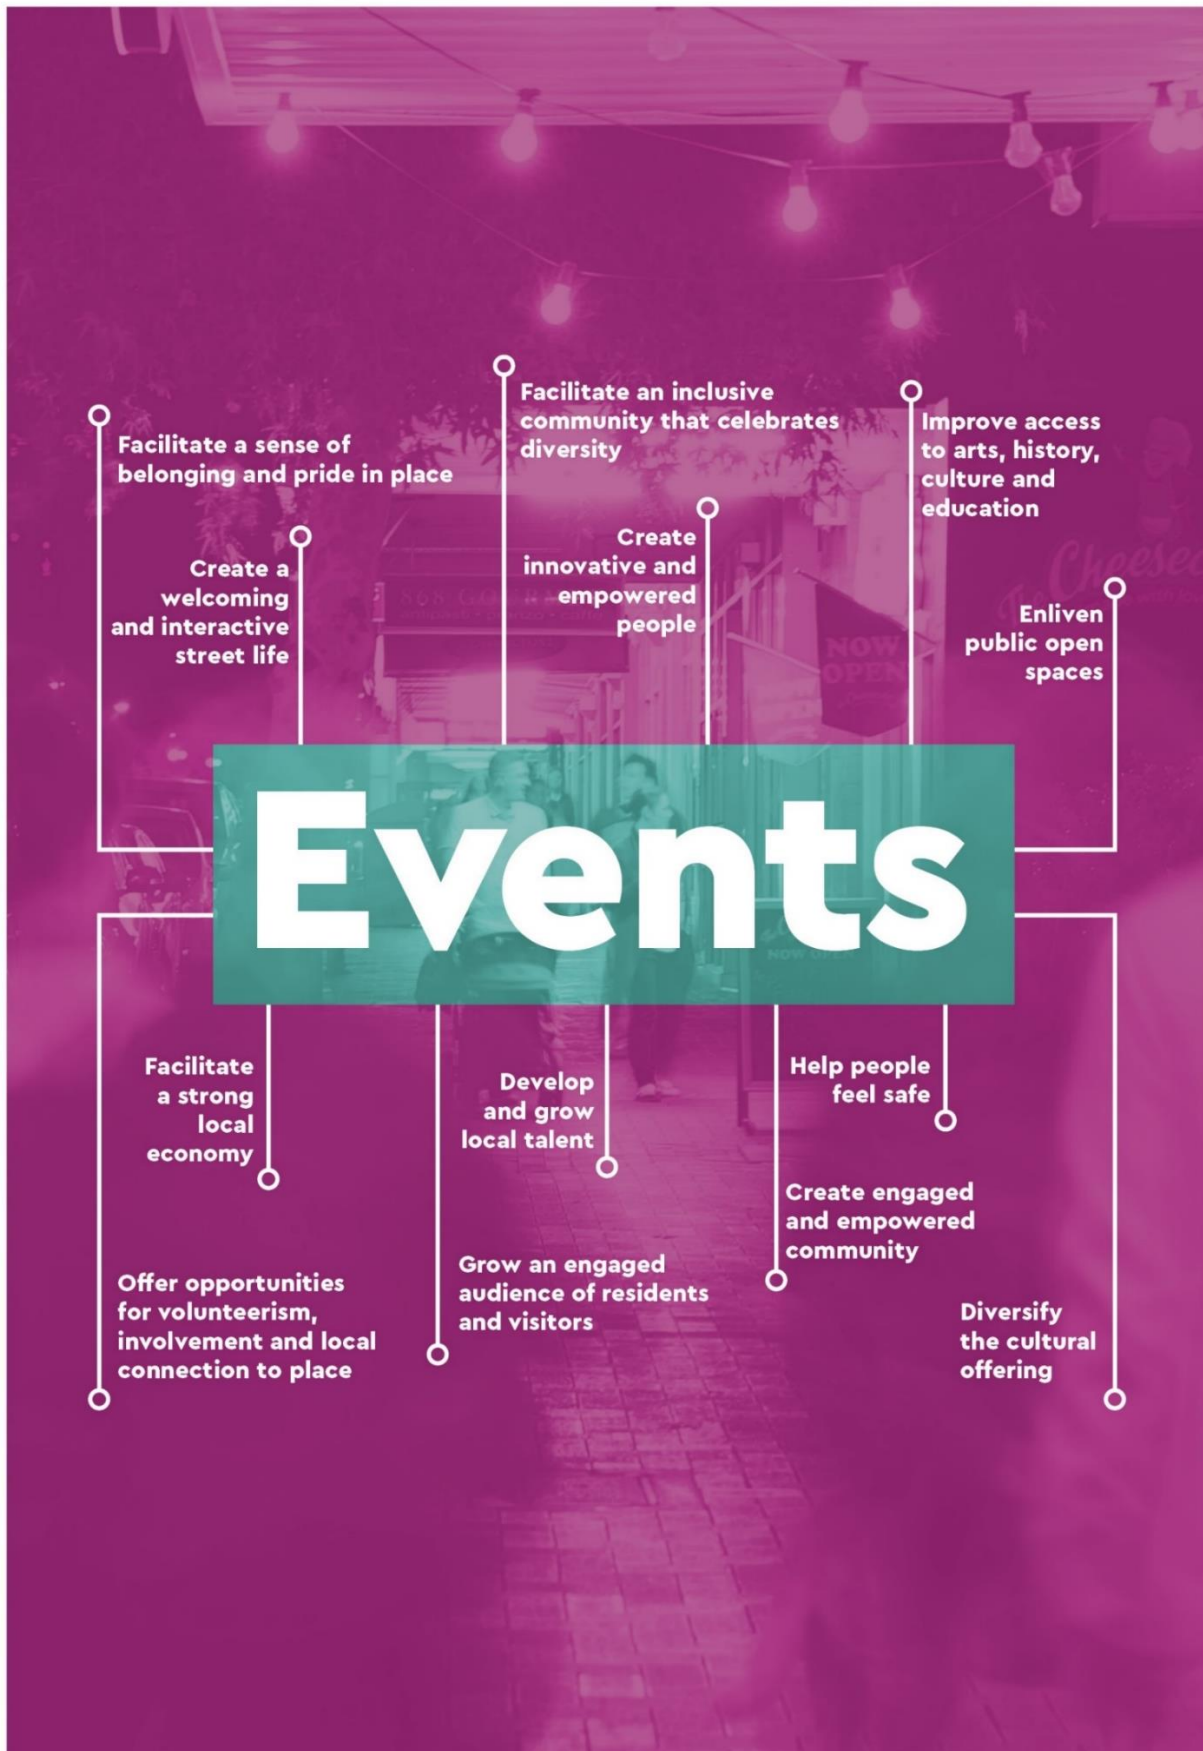 Facilitate an inclusive
community that celebrates
diversity
Facilitate a sense of
belonging and pride in place
Improve access
to arts, history,
culture and
education
Create a
welcoming
and interactive
street life
Create
innovative and
empowered
people
Enliven
public open
spaces
NOW
OPEN
Events
NOW OPEN
Facilitate
a strong
local
economy
Develop
and grow
local talent
Help people
feel safe
Create engaged
and empowered
community
Grow an engaged
audience of residents
and visitors
Offer opportunities
for volunteerism,
involvement and local
connection to place
Diversify
the cultural
offering